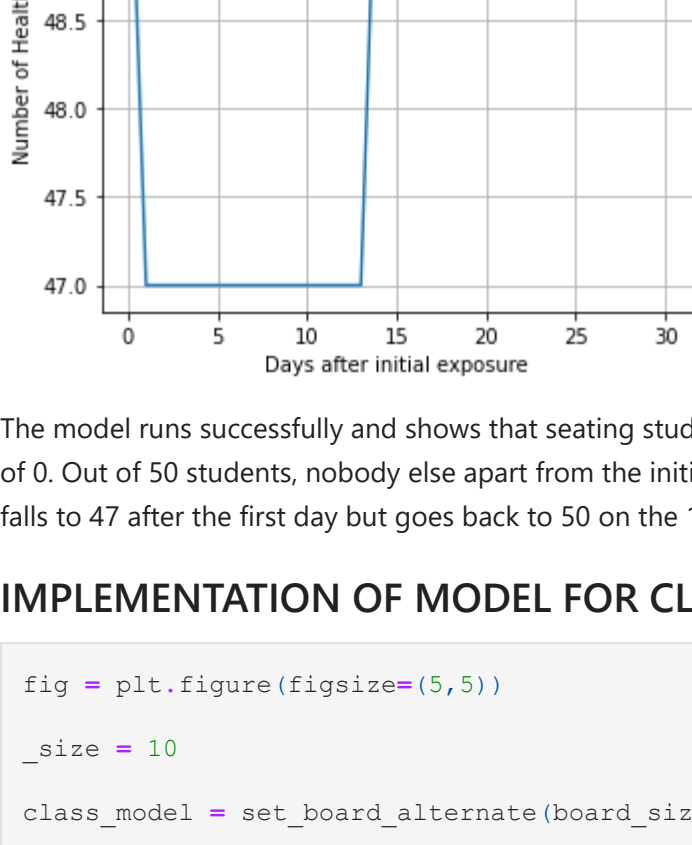 Number of Healt
48.5
48.0
47.5
47.0
0 5 10 15 20 25 30
Days after initial exposure
The model runs successfully and shows that seating stud
of 0. Out of 50 students, nobody else apart from the initi
falls to 47 after the first day but goes back to 50 on the 1
IMPLEMENTATION OF MODEL FOR CL
fig = plt.figure(figsize=(5,5))
_size = 10
class_model = set_board_alternate(board_siz